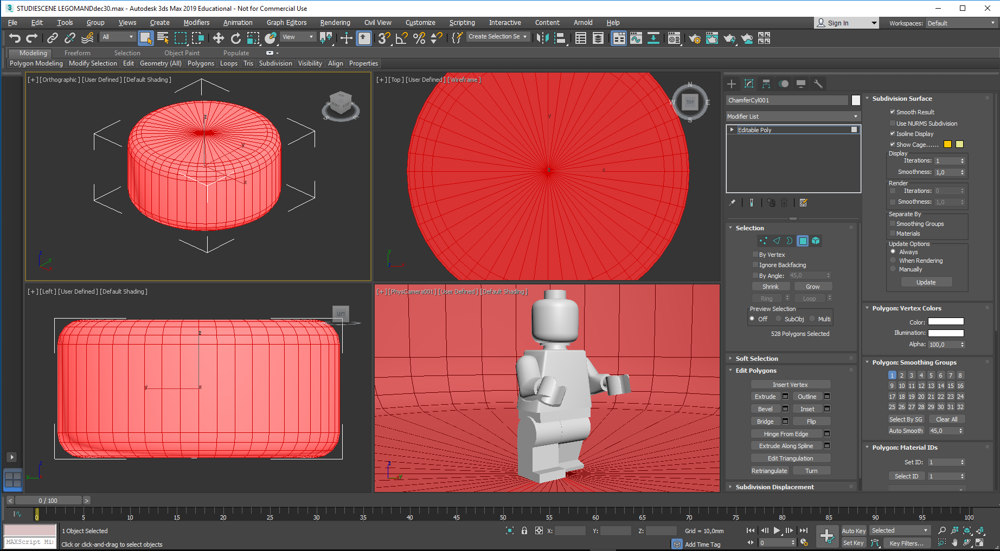 STUDIESCENE LEGOMANDdec30.max - Autodesk 3ds Max 2019 Educational - Not for Commercial Use
File Edit Tools Group Views Create Modifiers Animation Graph Editors Rendering Civil View Customize Scripting Interactive Content Arnold Help Sign In Workspaces: Default
All View Create Selection Se
Modeling Freeform Selection Object Paint Populate
Polygon Modeling Modify Selection Edit Geometry (All) Polygons Loops Tris Subdivision Visibility Align Properties
[+] [Orthographic] [User Defined] [Default Shading]
z
y
x
z
y
x
[+] [Top] [User Defined] [Wireframe]
N
W TOP E
S
y
x
y
z
x
[+] [Left] [User Defined] [Default Shading]
LEFT
z
y x
z
y
[+] [PhysCamera001] [User Defined] [Default Shading]
z
xy
ChamferCyl001
Modifier List
Editable Poly
Selection
By Vertex
Ignore Backfacing
By Angle: 45,0
Shrink Grow
Ring Loop
Preview Selection
Off SubObj Multi
528 Polygons Selected
Soft Selection
Edit Polygons
Insert Vertex
Extrude Outline
Bevel Inset
Bridge Flip
Hinge From Edge
Extrude Along Spline
Edit Triangulation
Retriangulate Turn
Subdivision Displacement
Subdivision Surface
Smooth Result
Use NURMS Subdivision
Isoline Display
Show Cage......
Display
Iterations: 1
Smoothness: 1,0
Render
Iterations: 0
Smoothness: 1,0
Separate By
Smoothing Groups
Materials
Update Options
Always
When Rendering
Manually
Update
Polygon: Vertex Colors
Color:
Illumination:
Alpha: 100,0
Polygon: Smoothing Groups
1 2 3 4 5 6 7 8
9 10 11 12 13 14 15 16
17 18 19 20 21 22 23 24
25 26 27 28 29 30 31 32
Select By SG Clear All
Auto Smooth 45,0
Polygon: Material IDs
Set ID: 1
Select ID 1
< 0 / 100 >
0 5 10 15 20 25 30 35 40 45 50 55 60 65 70 75 80 85 90 95 100
1 Object Selected X: Y: Z: Grid = 10,0mm Auto Key Selected
MAXScript Mi Click or click-and-drag to select objects Add Time Tag 0 Set Key Key Filters...